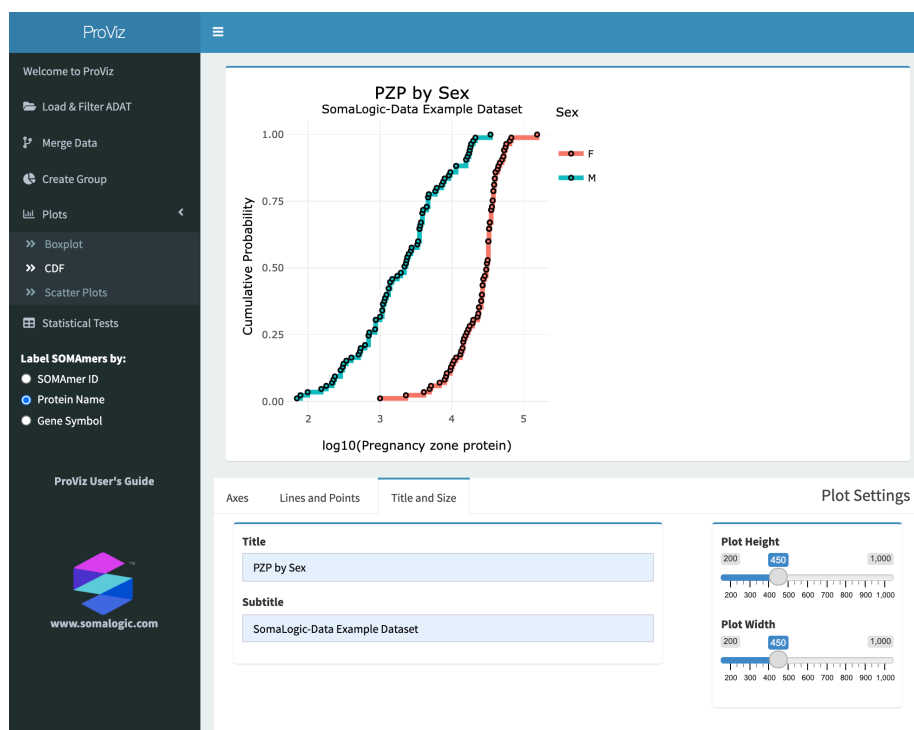 ProViz
Welcome to ProViz
Load & Filter ADAT
Merge Data
Create Group
Plots
Boxplot
CDF
Scatter Plots
Statistical Tests
Label SOMAmers by:
SOMAmer ID
Protein Name
Gene Symbol
ProViz User's Guide
™
www.somalogic.com
PZP by Sex
SomaLogic-Data Example Dataset
Sex
F
M
Cumulative Probability
1.00
0.75
0.50
0.25
0.00
2 3 4 5
log10(Pregnancy zone protein)
Axes Lines and Points Title and Size Plot Settings
Title
PZP by Sex
Subtitle
SomaLogic-Data Example Dataset
Plot Height
200 450 1,000
200 300 400 500 600 700 800 900 1,000
Plot Width
200 450 1,000
200 300 400 500 600 700 800 900 1,000